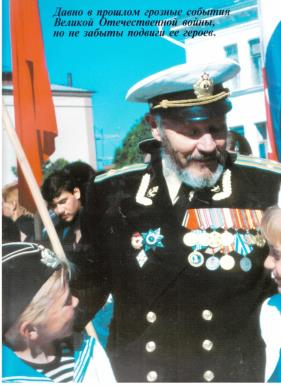 Давно в прошлом грозные события
Великой Отечественной войны,
но не забыты подвиги ее героев.